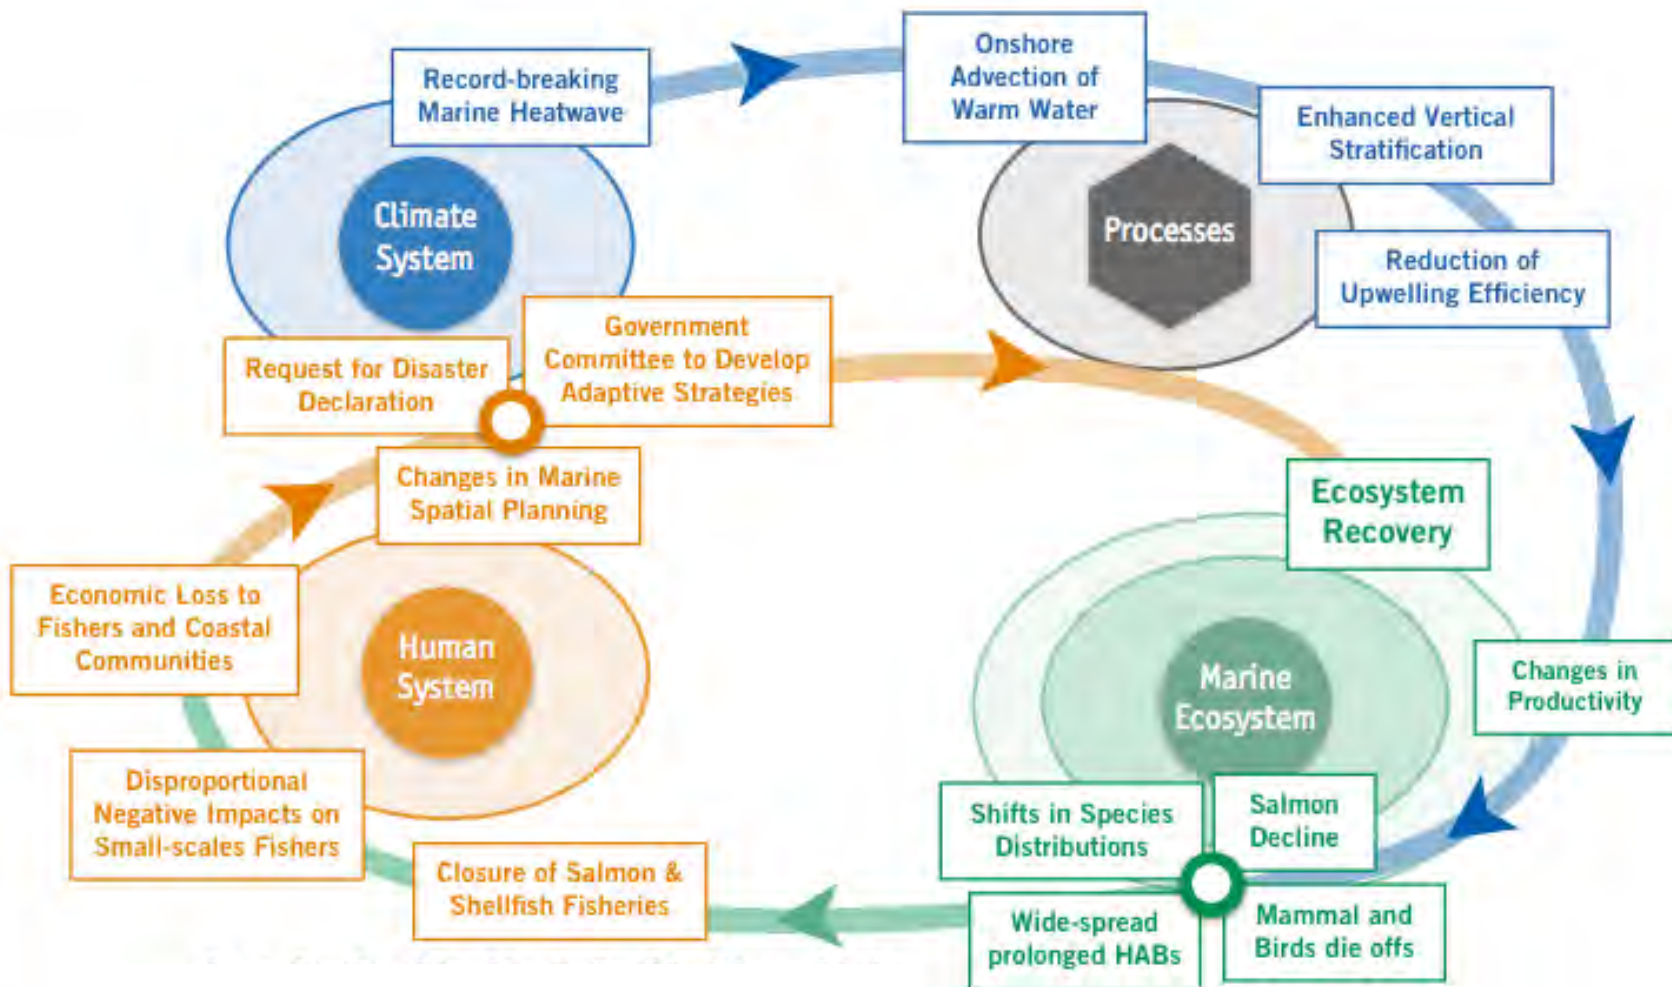 Record-breaking
Marine Heatwave
Onshore
Advection of
Warm Water
Enhanced Vertical
Stratification
Climate
System
Processes
Reduction of
Upwelling Efficiency
Request for Disaster
Declaration
Government
Committee to Develop
Adaptive Strategies
Changes in Marine
Spatial Planning
Ecosystem
Recovery
Economic Loss to
Fishers and Coastal
Communities
Human
System
Marine
Ecosystem
Changes in
Productivity
Disproportional
Negative Impacts on
Small-scales Fishers
Closure of Salmon &
Shellfish Fisheries
Shifts in Species
Distributions
Salmon
Decline
Wide-spread
prolonged HABs
Mammal and
Birds die offs